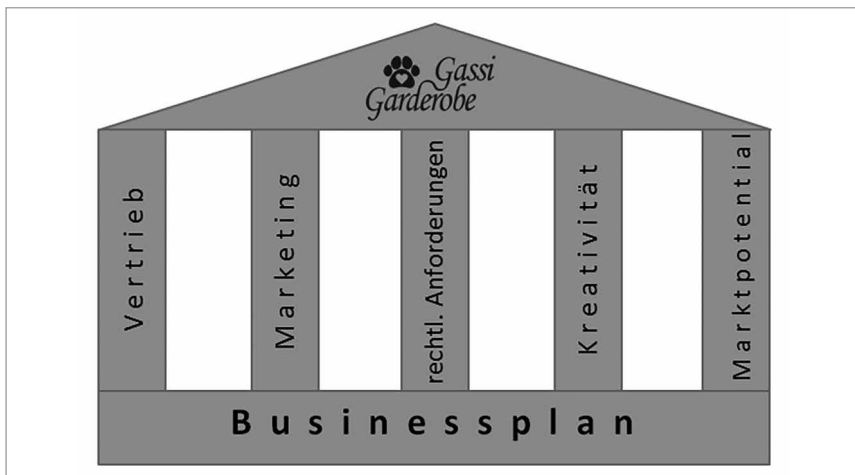 Gassi
Garderobe
Vertrieb
Marketing
rechtl. Anforderungen
Kreativität
Marktpotential
Businessplan